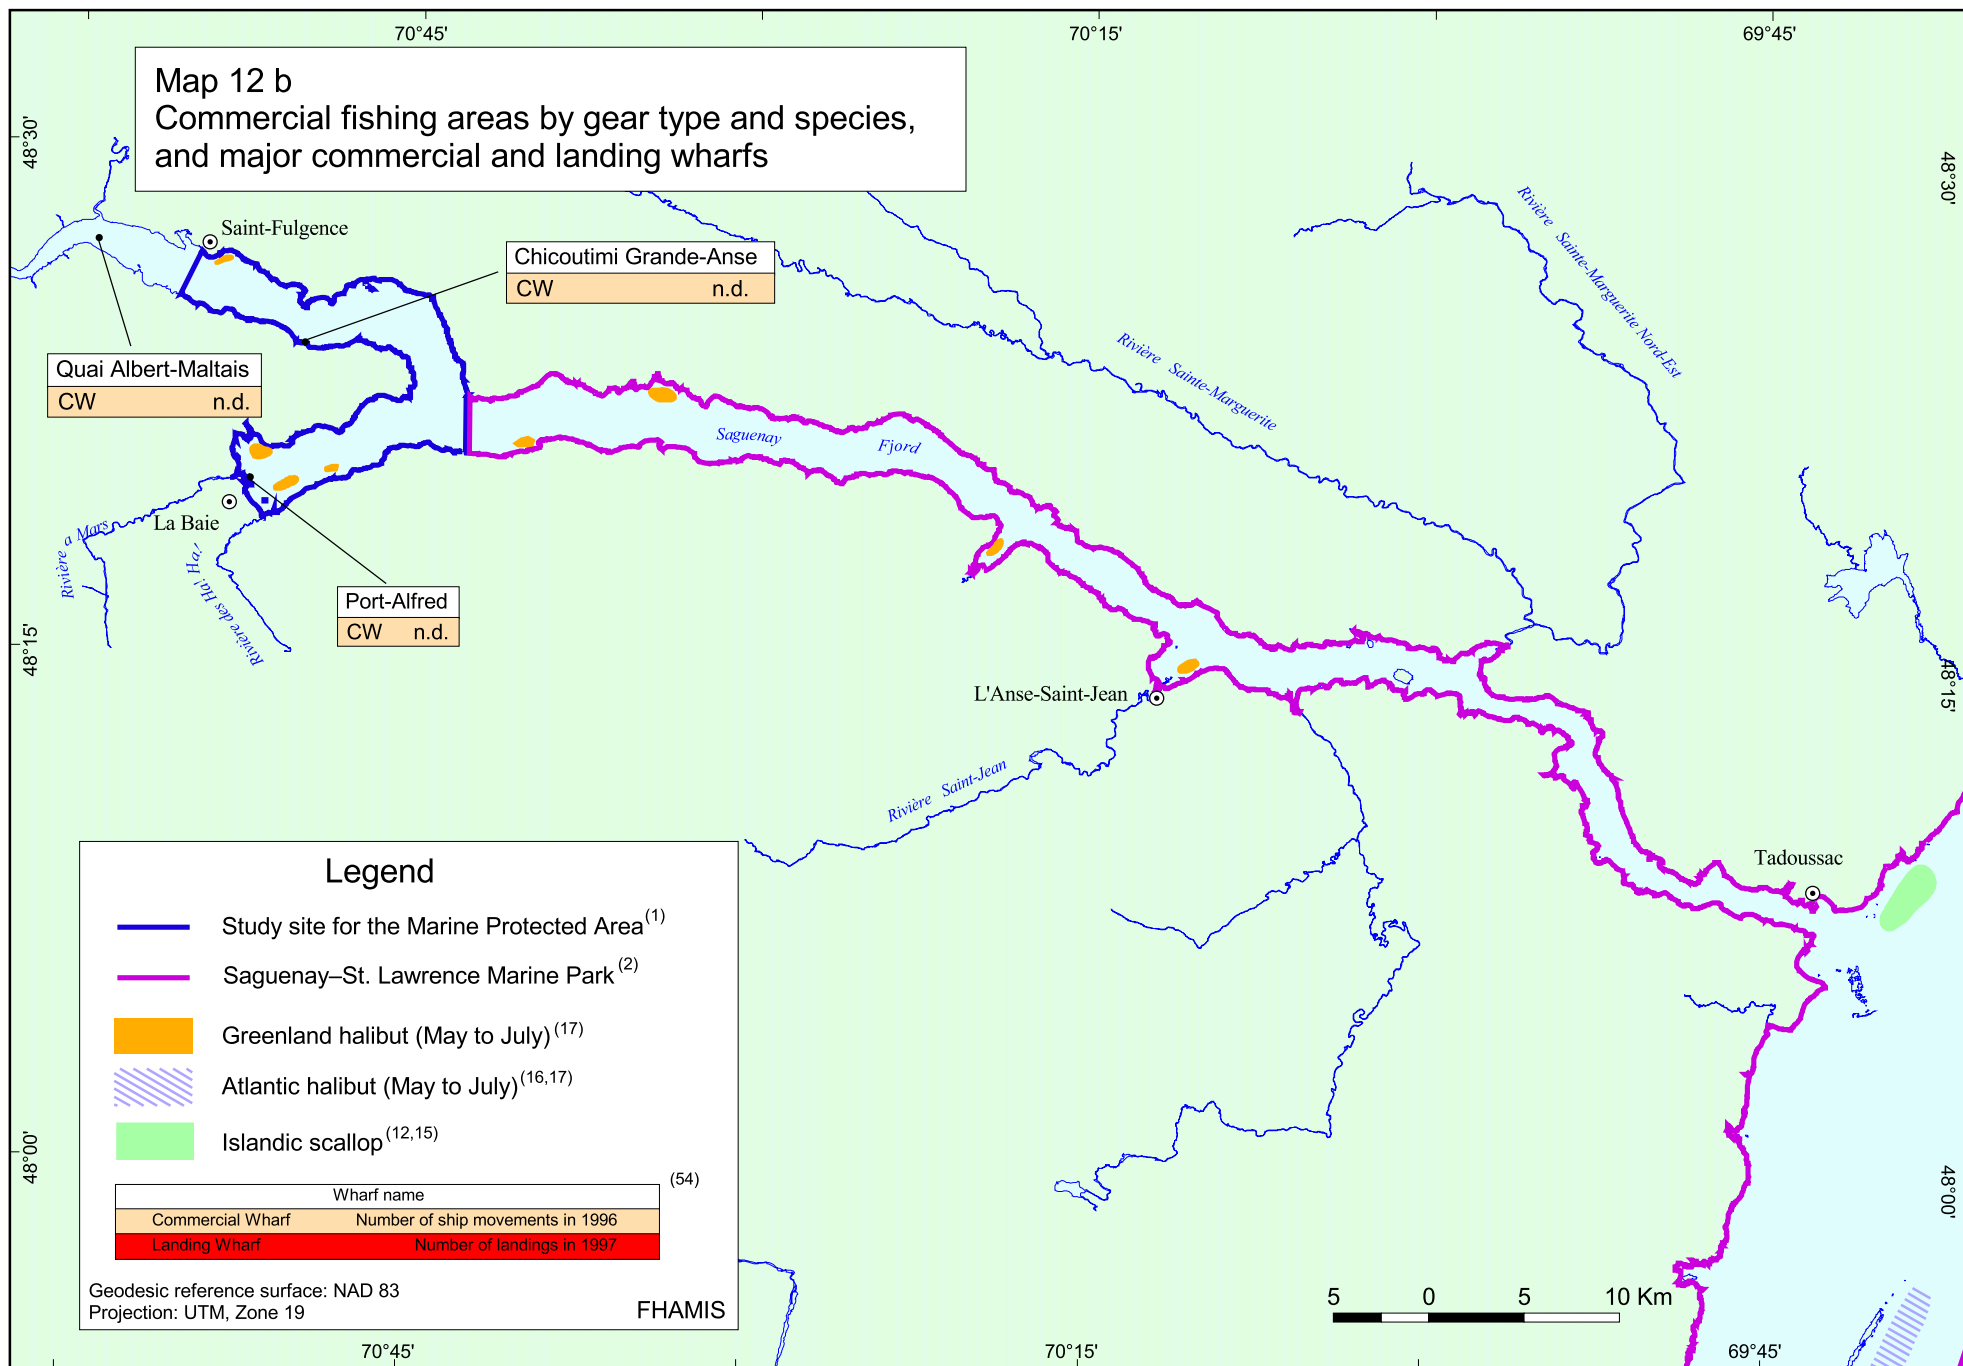 70°45'
70°15'
69°45'
Map 12 b
Commercial fishing areas by gear type and species,
and major commercial and landing wharfs
48°30'
48°30'
Saint-Fulgence
Chicoutimi Grande-Anse
CW n.d.
Quai Albert-Maltais
CW n.d.
Rivière Sainte-Marguerite Nord-Est
Rivière Sainte-Marguerite
Saguenay Fjord
La Baie
Rivière a Mars
Rivière des Ha! Ha!
Port-Alfred
CW n.d.
48°15'
48°15'
L'Anse-Saint-Jean
Rivière Saint-Jean
Tadoussac
Legend
Study site for the Marine Protected Area(1)
Saguenay–St. Lawrence Marine Park(2)
Greenland halibut (May to July)(17)
Atlantic halibut (May to July)(16,17)
Islandic scallop(12,15)
(54)
Wharf name
Commercial Wharf Number of ship movements in 1996
Landing Wharf Number of landings in 1997
Geodesic reference surface: NAD 83
Projection: UTM, Zone 19
FHAMIS
48°00'
48°00'
5 0 5 10 Km
70°45'
70°15'
69°45'